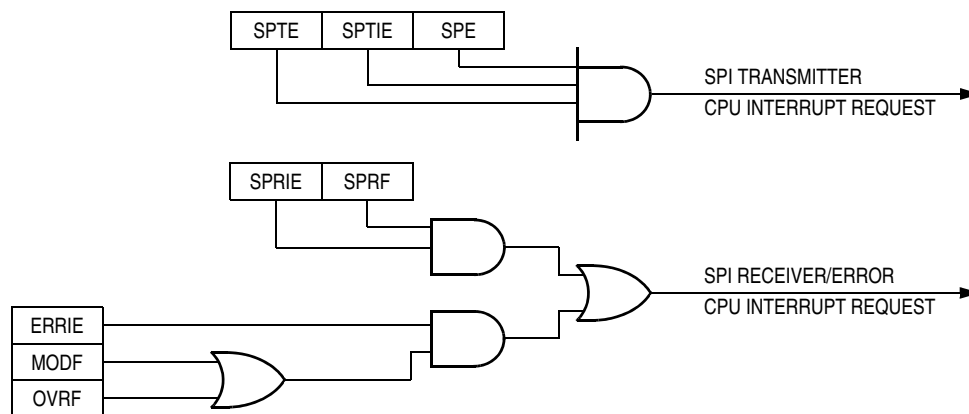 SPTE SPTIE SPE
SPI TRANSMITTER
CPU INTERRUPT REQUEST
SPRIE SPRF
SPI RECEIVER/ERROR
CPU INTERRUPT REQUEST
ERRIE
MODF
OVRF